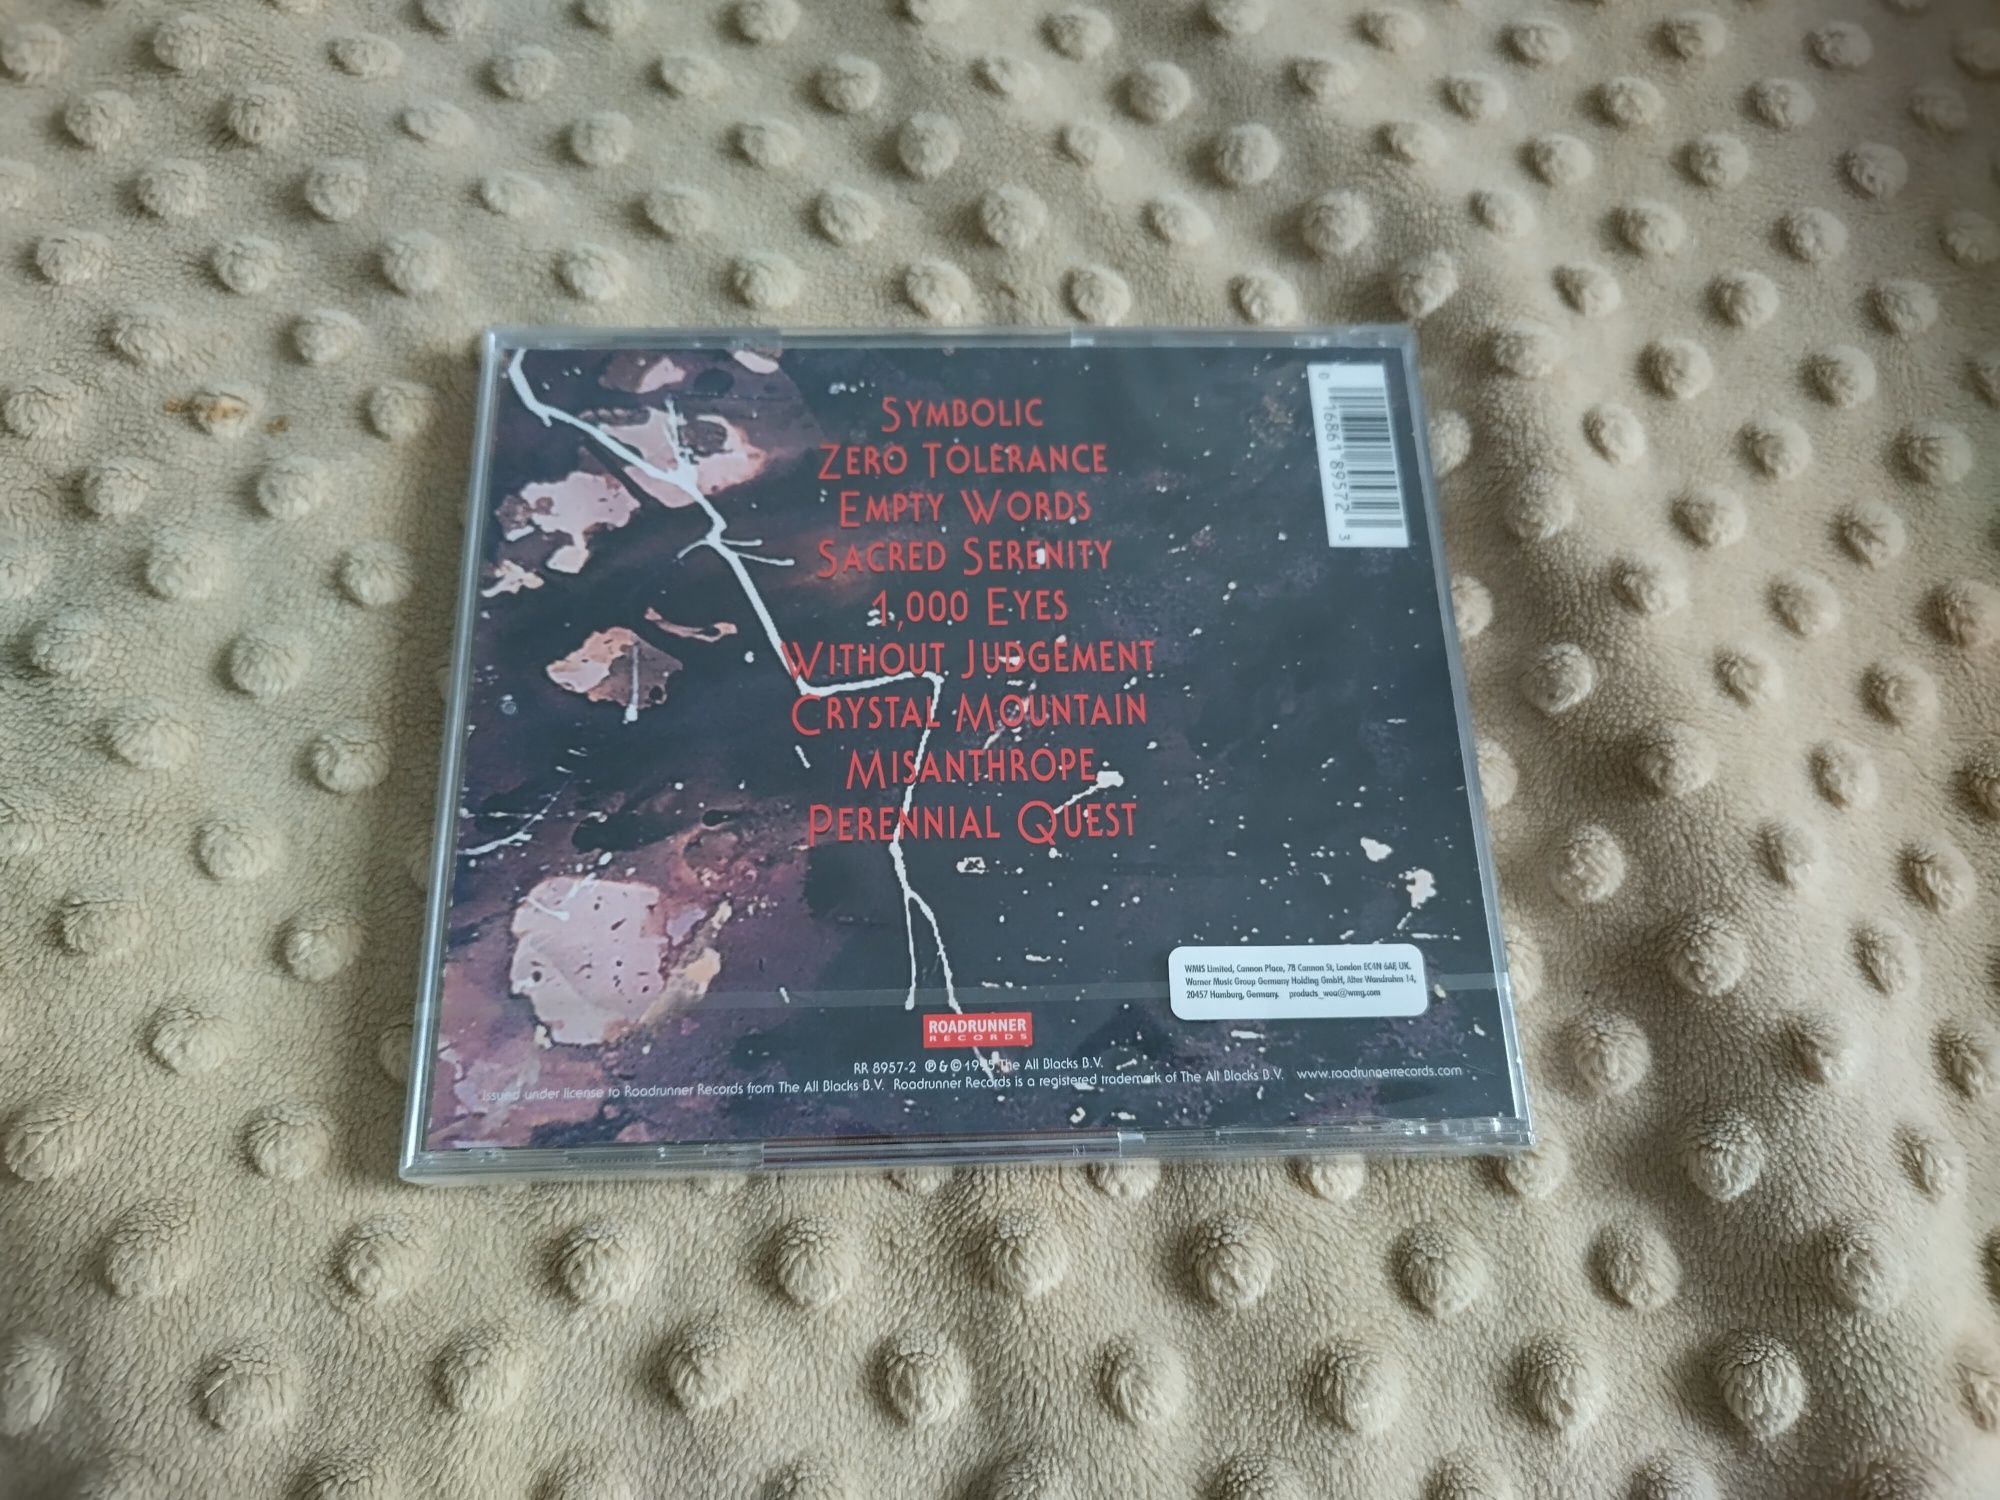 SYMBOLIC
ZERO TOLERANCE
EMPTY WORDS
SACRED SERENITY
1,000 EYES
WITHOUT JUDGEMENT
CRYSTAL MOUNTAIN
MISANTHROPE
PERENNIAL QUEST
0 16861 89572 3
WMIS Limited, Cannon Place, 78 Cannon St, London EC4N 6AF, UK.
Warner Music Group Germany Holding GmbH, Alter Wandrahm 14,
20457 Hamburg, Germany. products_wea@wmg.com
ROADRUNNER
RECORDS
RR 8957-2 ℗ & © 1995 The All Blacks B.V.
Issued under license to Roadrunner Records from The All Blacks B.V. Roadrunner Records is a registered trademark of The All Blacks B.V. www.roadrunnerrecords.com